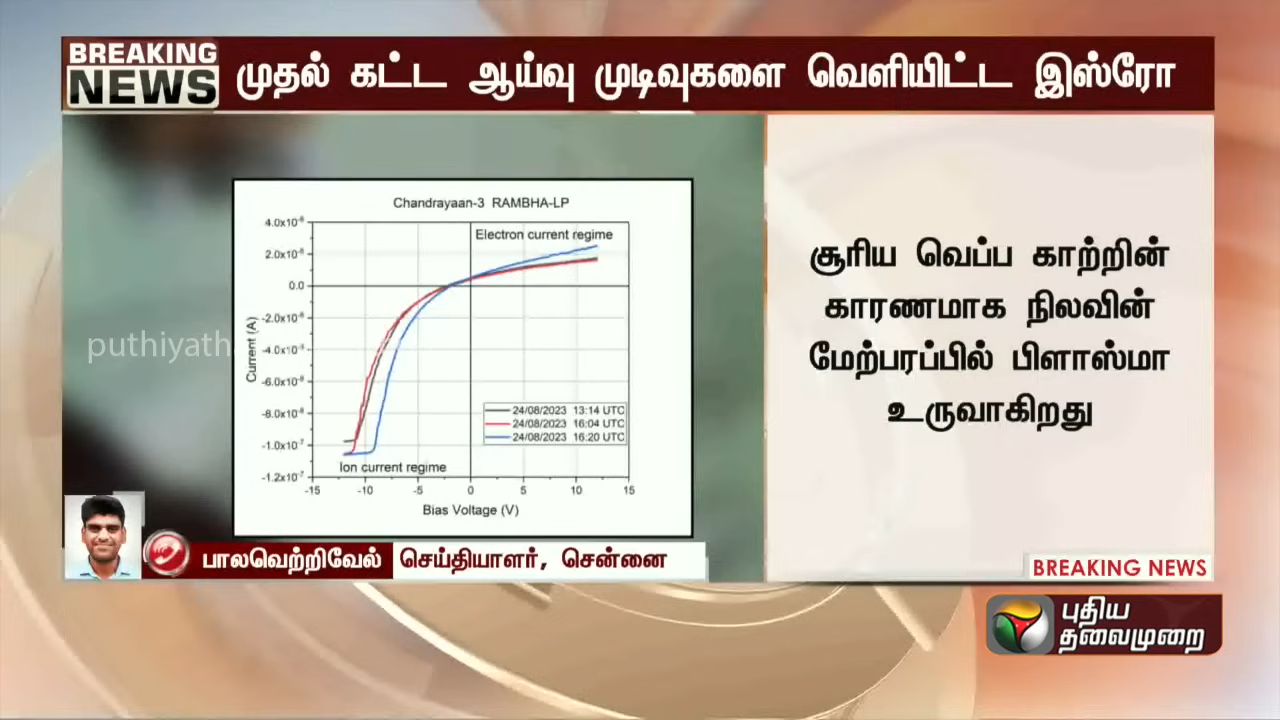 BREAKING
NEWS
முதல் கட்ட ஆய்வு முடிவுகளை வெளியிட்ட இஸ்ரோ
Chandrayaan-3 RAMBHA-LP
Electron current regime
4.0x10⁻⁸
2.0x10⁻⁸
0.0
-2.0x10⁻⁸
-4.0x10⁻⁸
-6.0x10⁻⁸
-8.0x10⁻⁸
-1.0x10⁻⁷
-1.2x10⁻⁷
Current (A)
24/08/2023 13:14 UTC
24/08/2023 16:04 UTC
24/08/2023 16:20 UTC
Ion current regime
-15 -10 -5 0 5 10 15
Bias Voltage (V)
சூரிய வெப்ப காற்றின்
காரணமாக நிலவின்
மேற்பரப்பில் பிளாஸ்மா
உருவாகிறது
பாலவெற்றிவேல் செய்தியாளர், சென்னை
BREAKING NEWS
புதிய
தலைமுறை